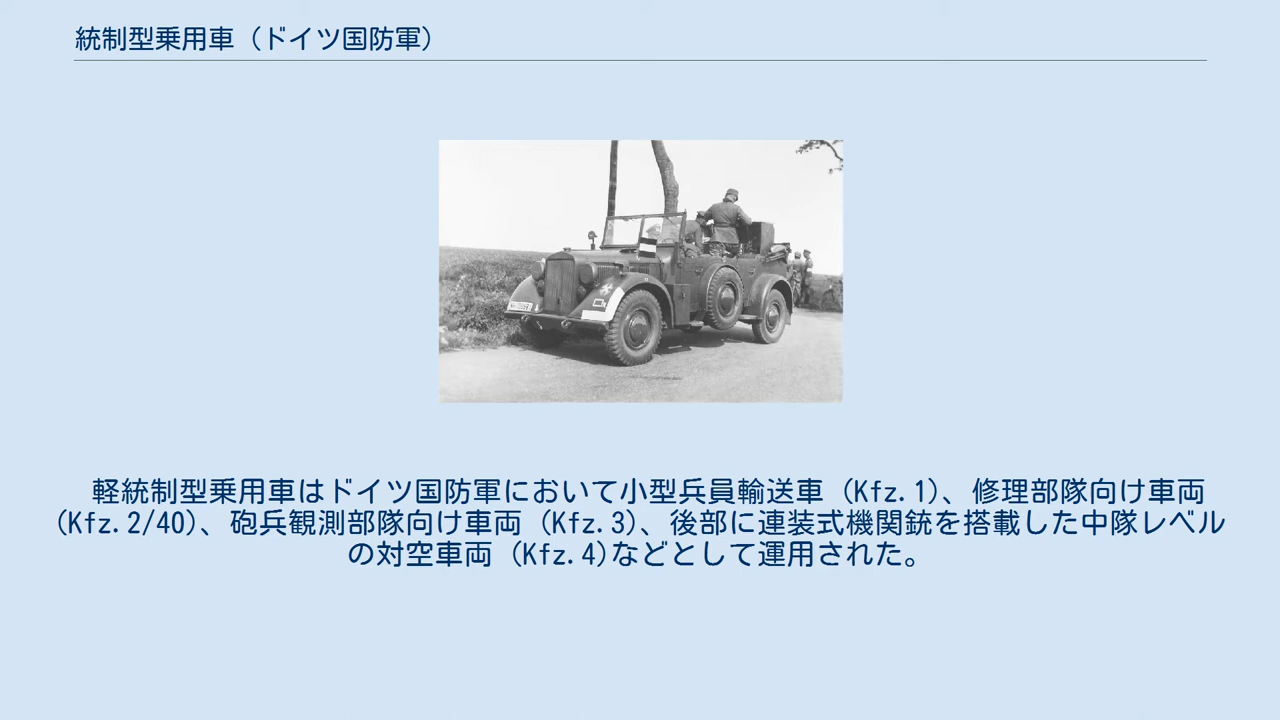 統制型乗用車（ドイツ国防軍）
軽統制型乗用車はドイツ国防軍において小型兵員輸送車（Kfz.1)、修理部隊向け車両
(Kfz.2/40)、砲兵観測部隊向け車両（Kfz.3)、後部に連装式機関銃を搭載した中隊レベル
の対空車両（Kfz.4)などとして運用された。